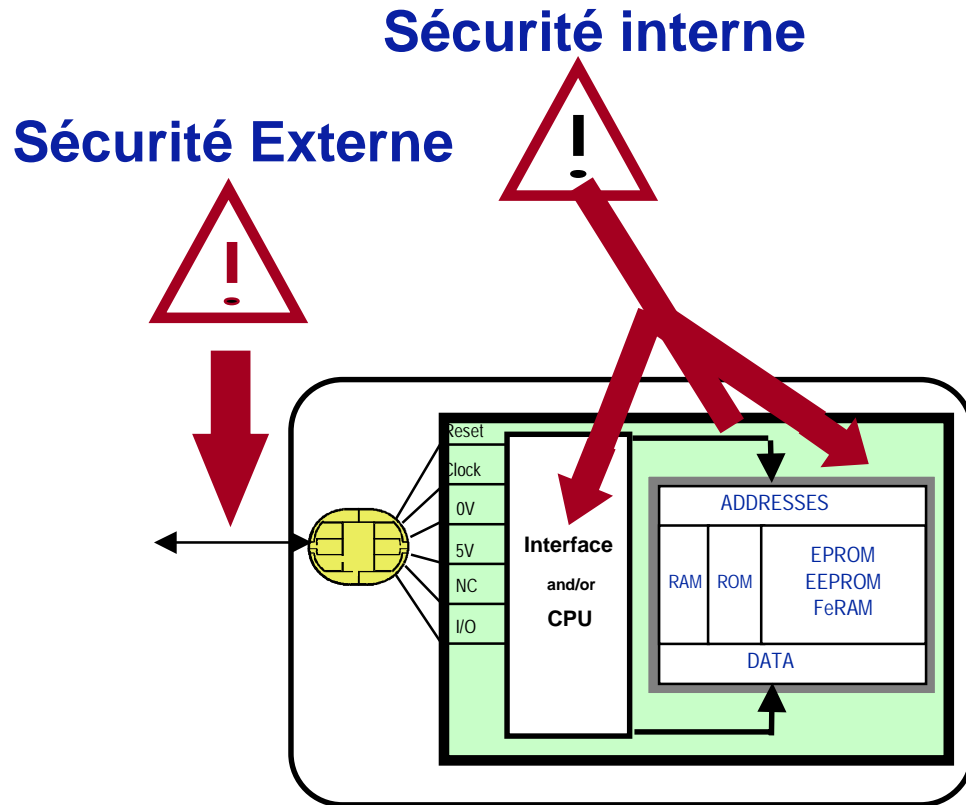 Sécurité interne
Sécurité Externe
!
!
Reset
Clock
0V
5V
NC
I/O
Interface
and/or
CPU
ADDRESSES
RAM
ROM
EPROM
EEPROM
FeRAM
DATA